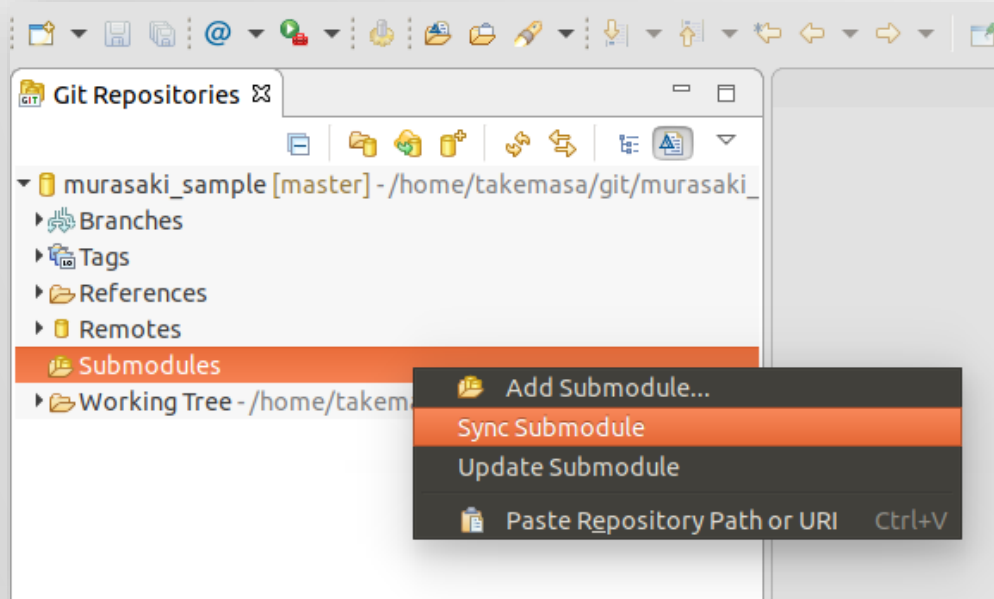 Git Repositories
murasaki_sample [master] - /home/takemasa/git/murasaki_
Branches
Tags
References
Remotes
Submodules
Working Tree - /home/takem
Add Submodule...
Sync Submodule
Update Submodule
Paste Repository Path or URI Ctrl+V